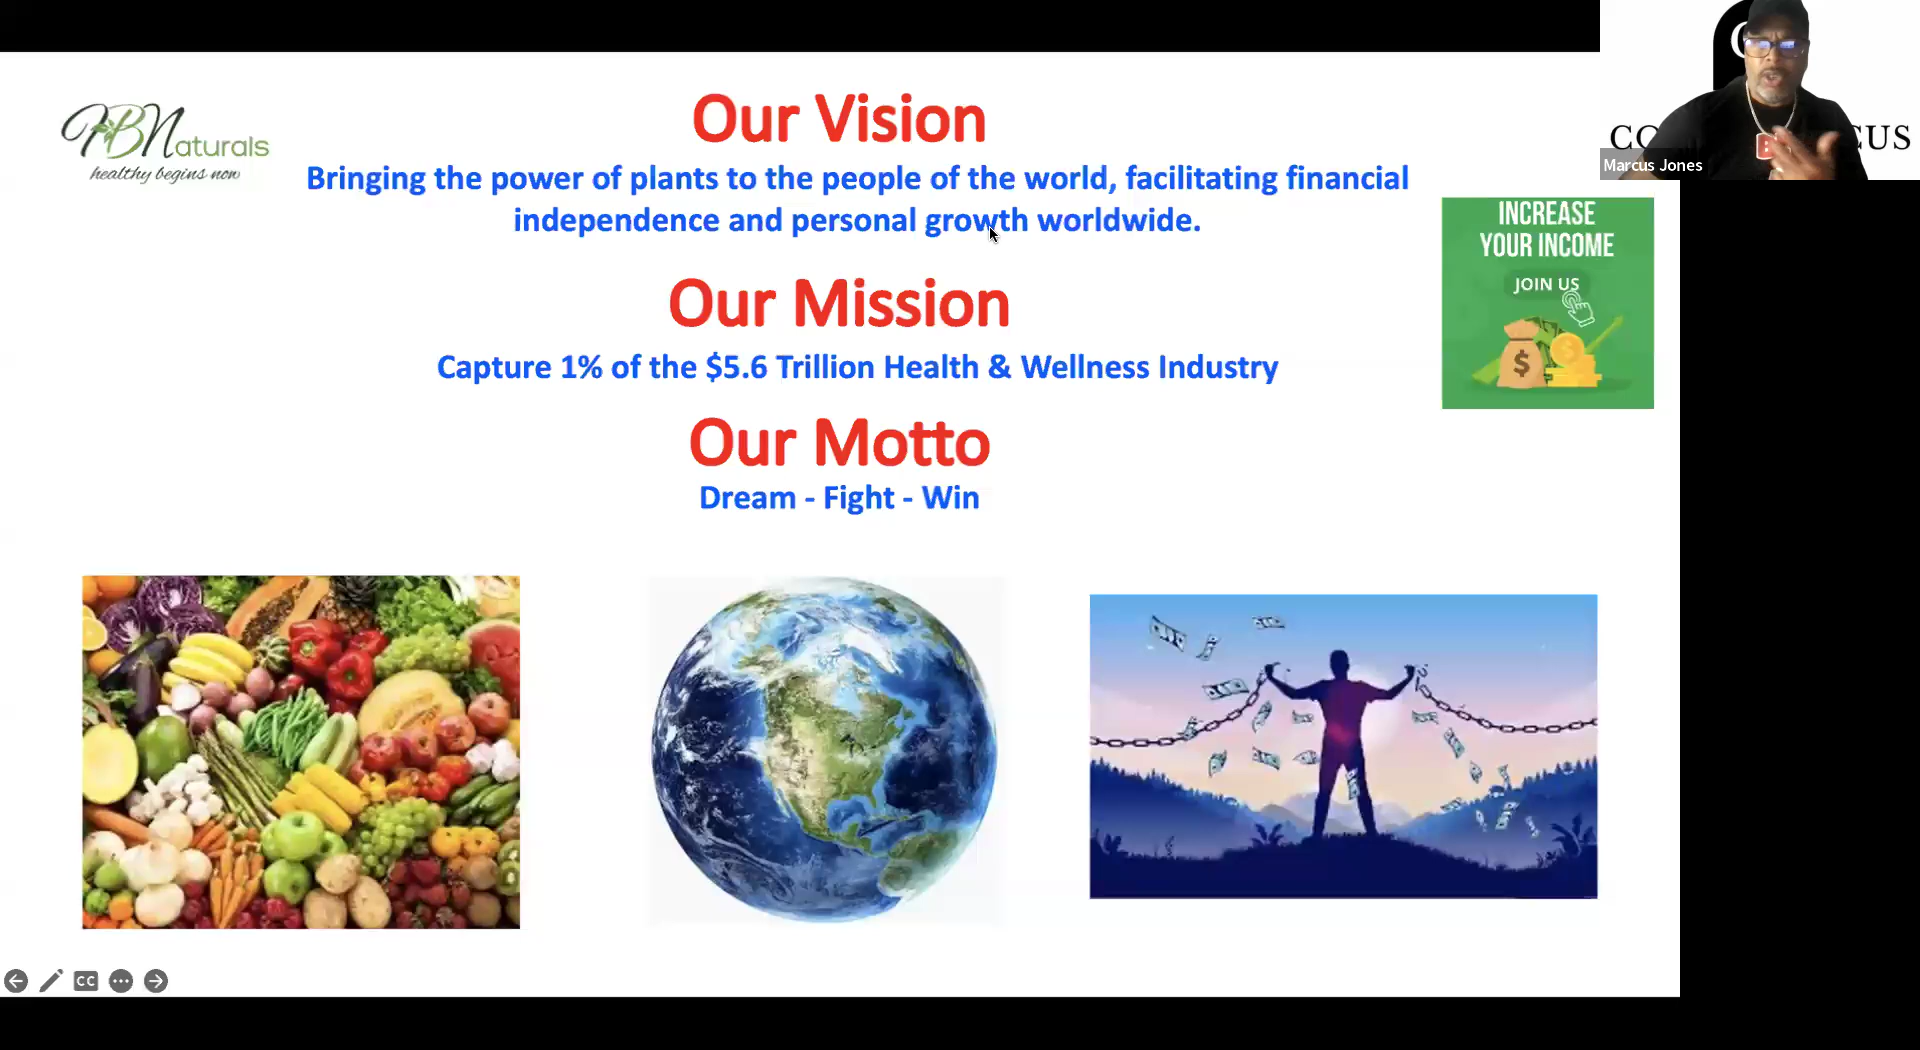 HBNaturals
healthy begins now
Our Vision
Bringing the power of plants to the people of the world, facilitating financial
independence and personal growth worldwide.
Our Mission
Capture 1% of the $5.6 Trillion Health & Wellness Industry
Our Motto
Dream - Fight - Win
INCREASE
YOUR INCOME
JOIN US
$
$
Marcus Jones
CC